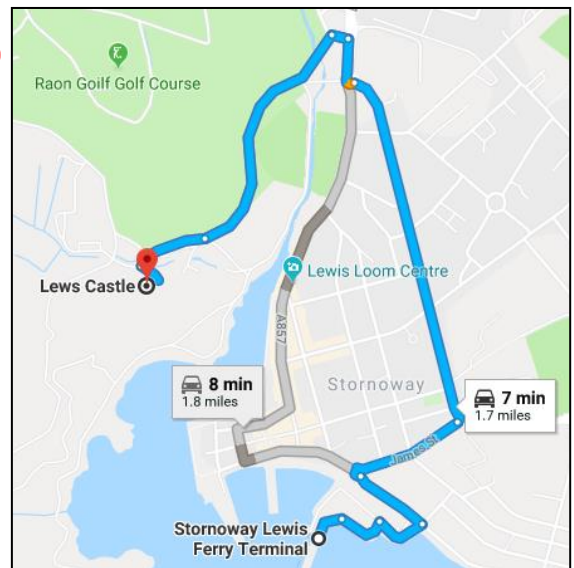 Raon Goilf Golf Course
Lewis Loom Centre
Lews Castle
A857
8 min
1.8 miles
Stornoway
7 min
1.7 miles
James St
Stornoway Lewis
Ferry Terminal